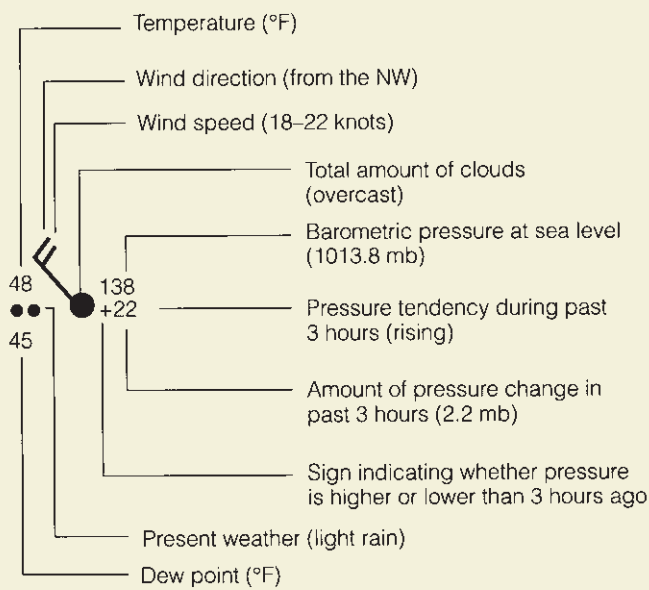 Temperature (°F)
Wind direction (from the NW)
Wind speed (18–22 knots)
Total amount of clouds
(overcast)
Barometric pressure at sea level
(1013.8 mb)
48
138
+22
Pressure tendency during past
3 hours (rising)
45
Amount of pressure change in
past 3 hours (2.2 mb)
Sign indicating whether pressure
is higher or lower than 3 hours ago
Present weather (light rain)
Dew point (°F)